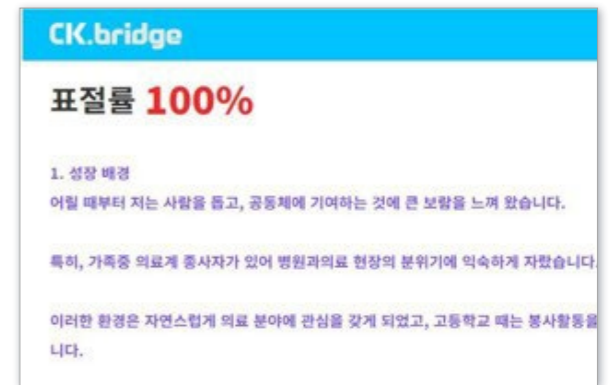 CK.bridge
표절률 100%
1. 성장 배경
어릴 때부터 저는 사람을 돕고, 공동체에 기여하는 것에 큰 보람을 느껴 왔습니다.
특히, 가족중 의료계 종사자가 있어 병원과의료 현장의 분위기에 익숙하게 자랐습니다.
이러한 환경은 자연스럽게 의료 분야에 관심을 갖게 되었고, 고등학교 때는 봉사활동을
니다.